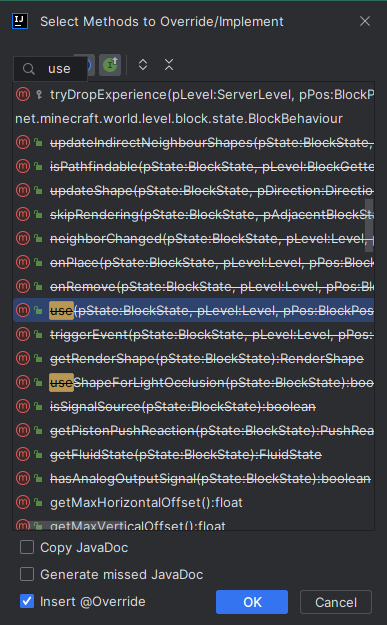 Select Methods to Override/Implement
use
tryDropExperience(pLevel:ServerLevel, pPos:BlockP
net.minecraft.world.level.block.state.BlockBehaviour
updateIndirectNeighbourShapes(pState:BlockState,
isPathfindable(pState:BlockState, pLevel:BlockGette
updateShape(pState:BlockState, pDirection:Directio
skipRendering(pState:BlockState, pAdjacentBlockSta
neighborChanged(pState:BlockState, pLevel:Level, p
onPlace(pState:BlockState, pLevel:Level, pPos:Bloc
onRemove(pState:BlockState, pLevel:Level, pPos:Bl
use(pState:BlockState, pLevel:Level, pPos:BlockPos
triggerEvent(pState:BlockState, pLevel:Level, pPos:
getRenderShape(pState:BlockState):RenderShape
useShapeForLightOcclusion(pState:BlockState):boo
isSignalSource(pState:BlockState):boolean
getPistonPushReaction(pState:BlockState):PushRea
getFluidState(pState:BlockState):FluidState
hasAnalogOutputSignal(pState:BlockState):boolean
getMaxHorizontalOffset():float
getMaxVerticalOffset():float
Copy JavaDoc
Generate missed JavaDoc
Insert @Override
OK
Cancel